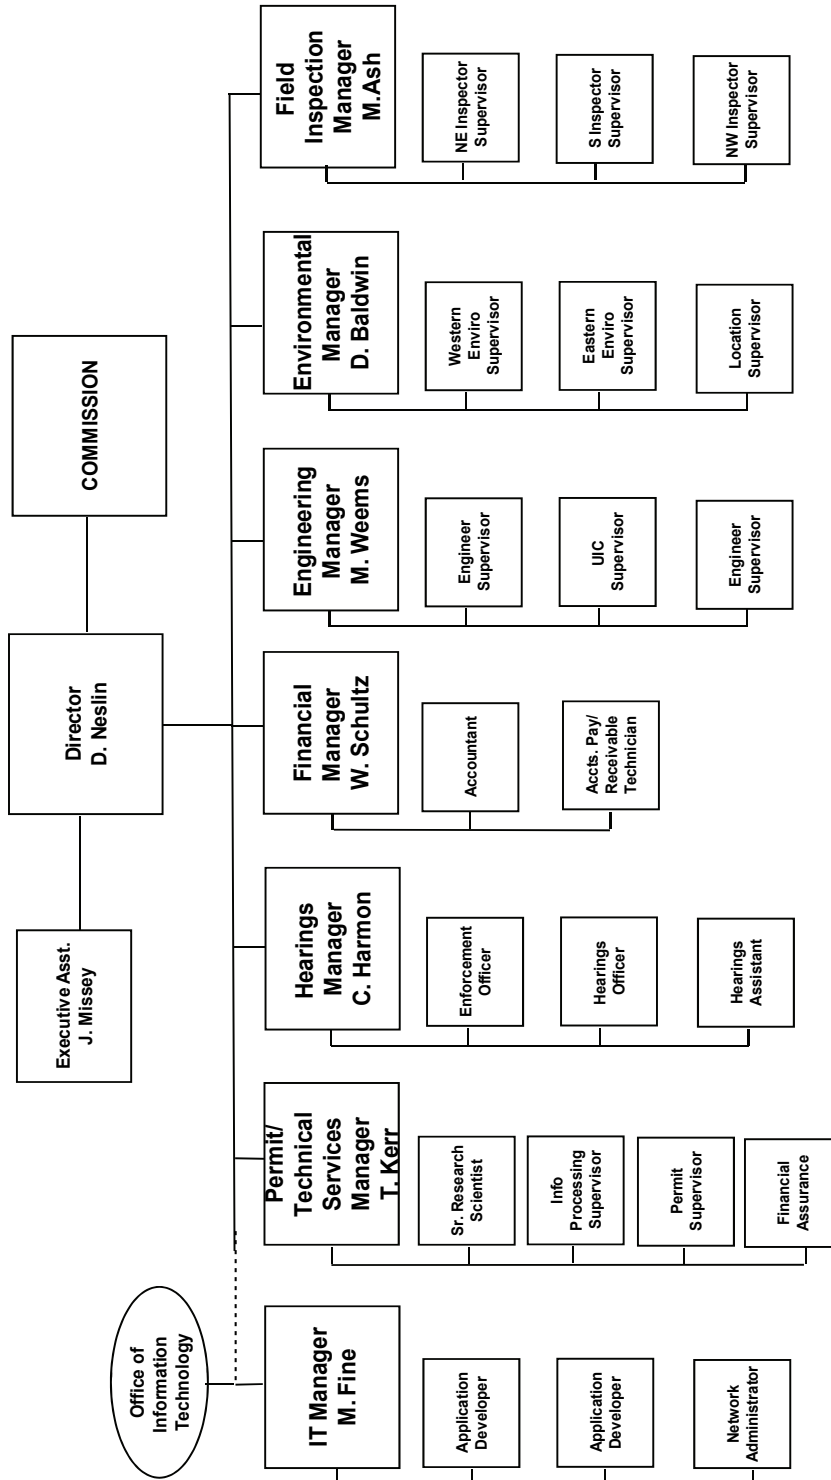 COMMISSION
Director
D. Neslin
Executive Asst.
J. Missey
Office of
Information
Technology
IT Manager
M. Fine
Application
Developer
Application
Developer
Network
Administrator
Permit/
Technical
Services
Manager
T. Kerr
Sr. Research
Scientist
Info
Processing
Supervisor
Permit
Supervisor
Financial
Assurance
Hearings
Manager
C. Harmon
Enforcement
Officer
Hearings
Officer
Hearings
Assistant
Financial
Manager
W. Schultz
Accountant
Accts. Pay/
Receivable
Technician
Engineering
Manager
M. Weems
Engineer
Supervisor
UIC
Supervisor
Engineer
Supervisor
Environmental
Manager
D. Baldwin
Western
Enviro
Supervisor
Eastern
Enviro
Supervisor
Location
Supervisor
Field
Inspection
Manager
M.Ash
NE Inspector
Supervisor
S Inspector
Supervisor
NW Inspector
Supervisor